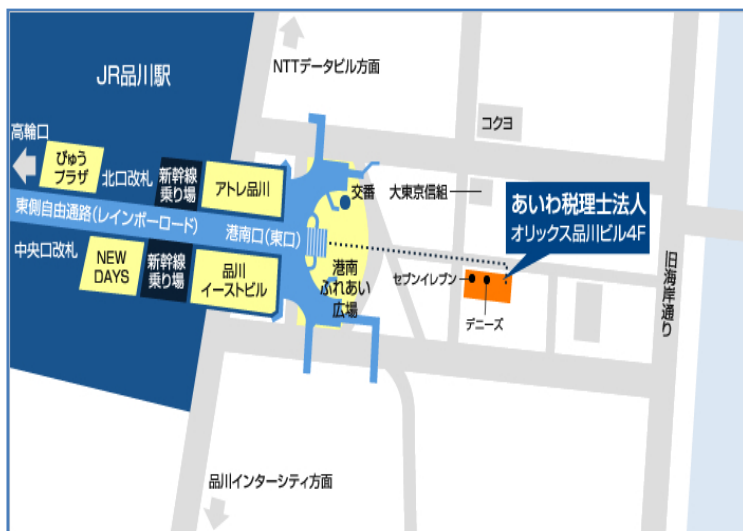 NTTデータビル方面
JR品川駅
コクヨ
高輪口
びゅう
プラザ
北口改札
新幹線
乗り場
アトレ品川
交番
大東京信組
あいわ税理士法人
オリックス品川ビル4F
東側自由通路(レインボーロード)
港南口(東口)
中央口改札
NEW
DAYS
新幹線
乗り場
品川
イーストビル
港南
ふれあい
広場
セブンイレブン
デニーズ
旧海岸通り
品川インターシティ方面